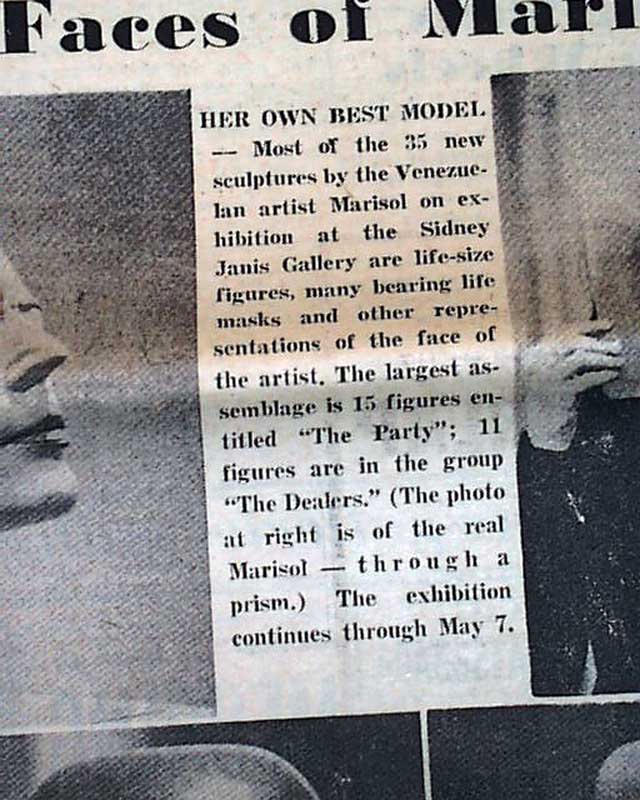 Faces of Mari
HER OWN BEST MODEL
— Most of the 35 new
sculptures by the Venezue-
lan artist Marisol on ex-
hibition at the Sidney
Janis Gallery are life-size
figures, many bearing life
masks and other repre-
sentations of the face of
the artist. The largest as-
semblage is 15 figures en-
titled “The Party”; 11
figures are in the group
“The Dealers.” (The photo
at right is of the real
Marisol — through a
prism.) The exhibition
continues through May 7.